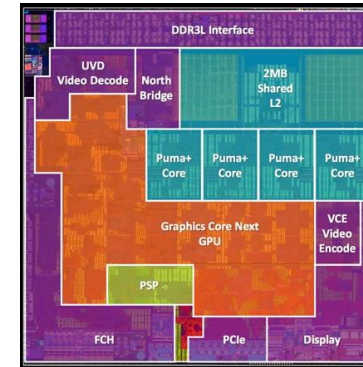 DDR3L Interface
UVD
Video Decode
North
Bridge
2MB
Shared
L2
Puma+
Core
Puma+
Core
Puma+
Core
Puma+
Core
Graphics Core Next
GPU
VCE
Video
Encode
PSP
FCH
PCIe
Display